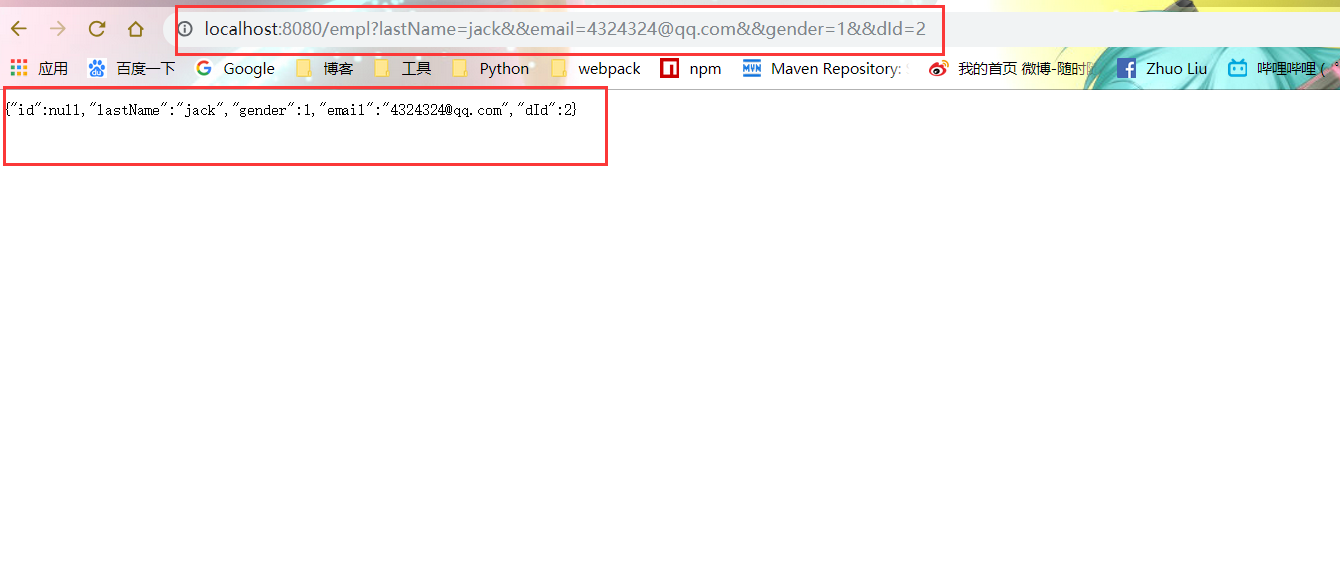 localhost:8080/empl?lastName=jack&&email=4324324@qq.com&&gender=1&&dId=2
应用 百度一下 Google 博客 工具 Python webpack npm Maven Repository: 我的首页 微博-随时 Zhuo Liu 哔哩哔哩 (
{"id":null,"lastName":"jack","gender":1,"email":"4324324@qq.com","dId":2}